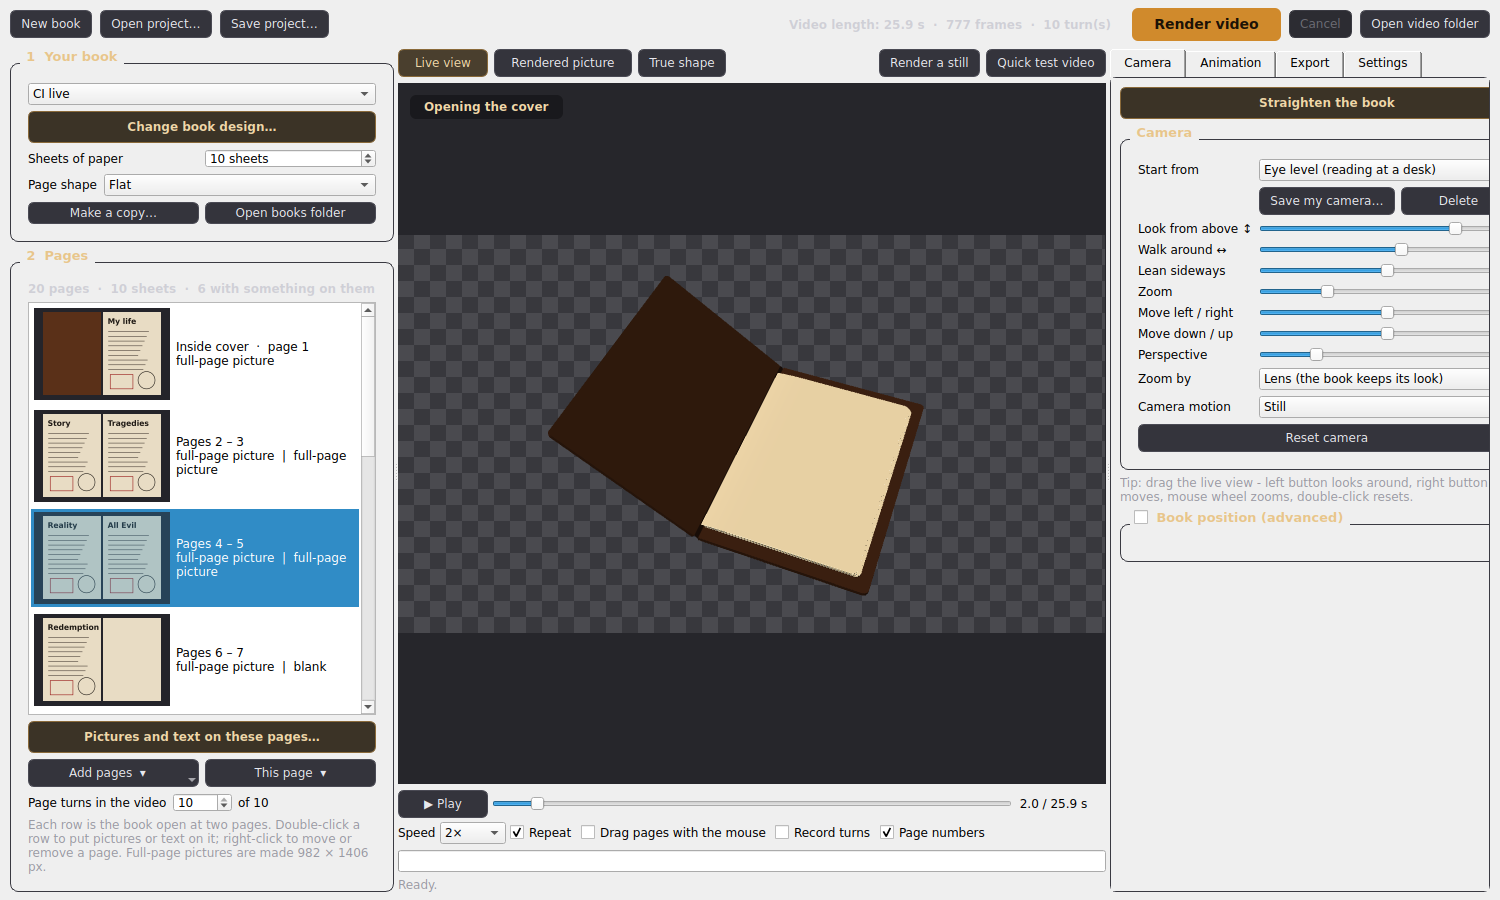 New book
Open project...
Save project...
Video length: 25.9 s · 777 frames · 10 turn(s)
Render video
Cancel
Open video folder
1 Your book
CI live
Change book design...
Sheets of paper
10 sheets
Page shape
Flat
Make a copy...
Open books folder
2 Pages
20 pages · 10 sheets · 6 with something on them
My life
Inside cover · page 1
full-page picture
Story
Tragedies
Pages 2 – 3
full-page picture | full-page
picture
Reality
All Evil
Pages 4 – 5
full-page picture | full-page
picture
Redemption
Pages 6 – 7
full-page picture | blank
Pictures and text on these pages...
Add pages ▾
This page ▾
Page turns in the video
10
of 10
Each row is the book open at two pages. Double-click a
row to put pictures or text on it; right-click to move or
remove a page. Full-page pictures are made 982 × 1406
px.
Live view
Rendered picture
True shape
Render a still
Quick test video
Opening the cover
▶ Play
2.0 / 25.9 s
Speed
2×
Repeat
Drag pages with the mouse
Record turns
Page numbers
Ready.
Camera
Animation
Export
Settings
Straighten the book
Camera
Start from
Eye level (reading at a desk)
Save my camera...
Delete
Look from above ↕
Walk around ↔
Lean sideways
Zoom
Move left / right
Move down / up
Perspective
Zoom by
Lens (the book keeps its look)
Camera motion
Still
Reset camera
Tip: drag the live view - left button looks around, right button
moves, mouse wheel zooms, double-click resets.
Book position (advanced)